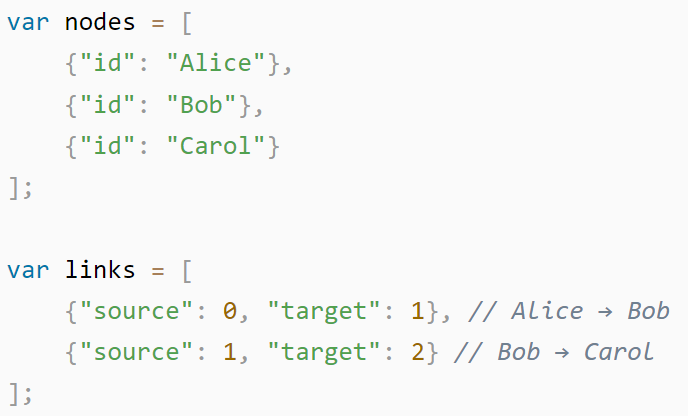 var nodes = [
    {"id": "Alice"},
    {"id": "Bob"},
    {"id": "Carol"}
];

var links = [
    {"source": 0, "target": 1}, // Alice → Bob
    {"source": 1, "target": 2} // Bob → Carol
];